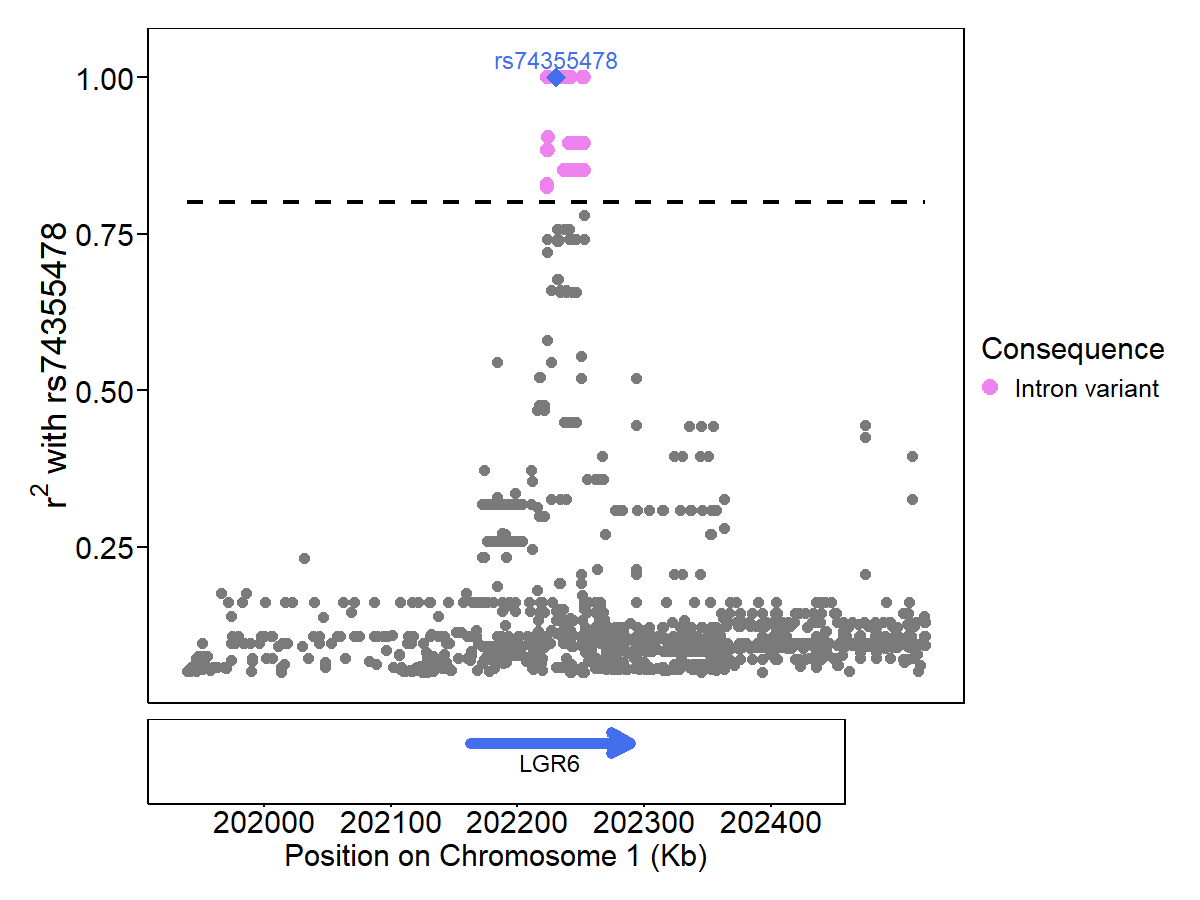 rs74355478
1.00
0.75
0.50
0.25
r² with rs74355478
Consequence
Intron variant
LGR6
202000 202100 202200 202300 202400
Position on Chromosome 1 (Kb)